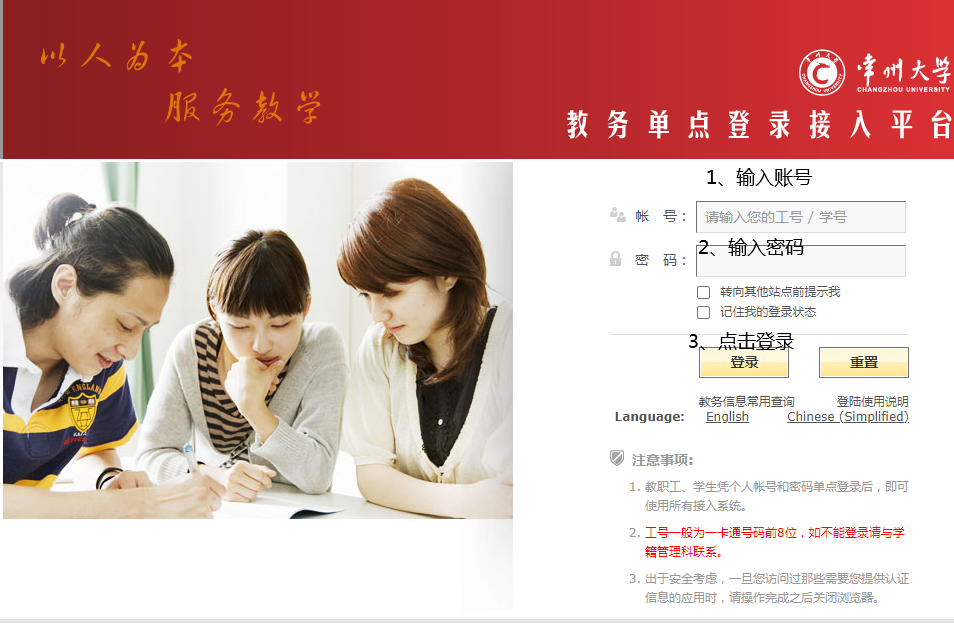 以人为本
服务教学
常州大学
CHANGZHOU UNIVERSITY
教务单点登录接入平台
1、输入账号
帐 号：
请输入您的工号 / 学号
2、输入密码
密 码：
转向其他站点前提示我
记住我的登录状态
3、点击登录
登录
重置
教务信息常用查询
登陆使用说明
Language: English Chinese (Simplified)
注意事项:
1. 教职工、学生凭个人帐号和密码单点登录后，即可
使用所有接入系统。
2. 工号一般为一卡通号码前8位，如不能登录请与学
籍管理科联系。
3. 出于安全考虑，一旦您访问过那些需要您提供认证
信息的应用时，请操作完成之后关闭浏览器。